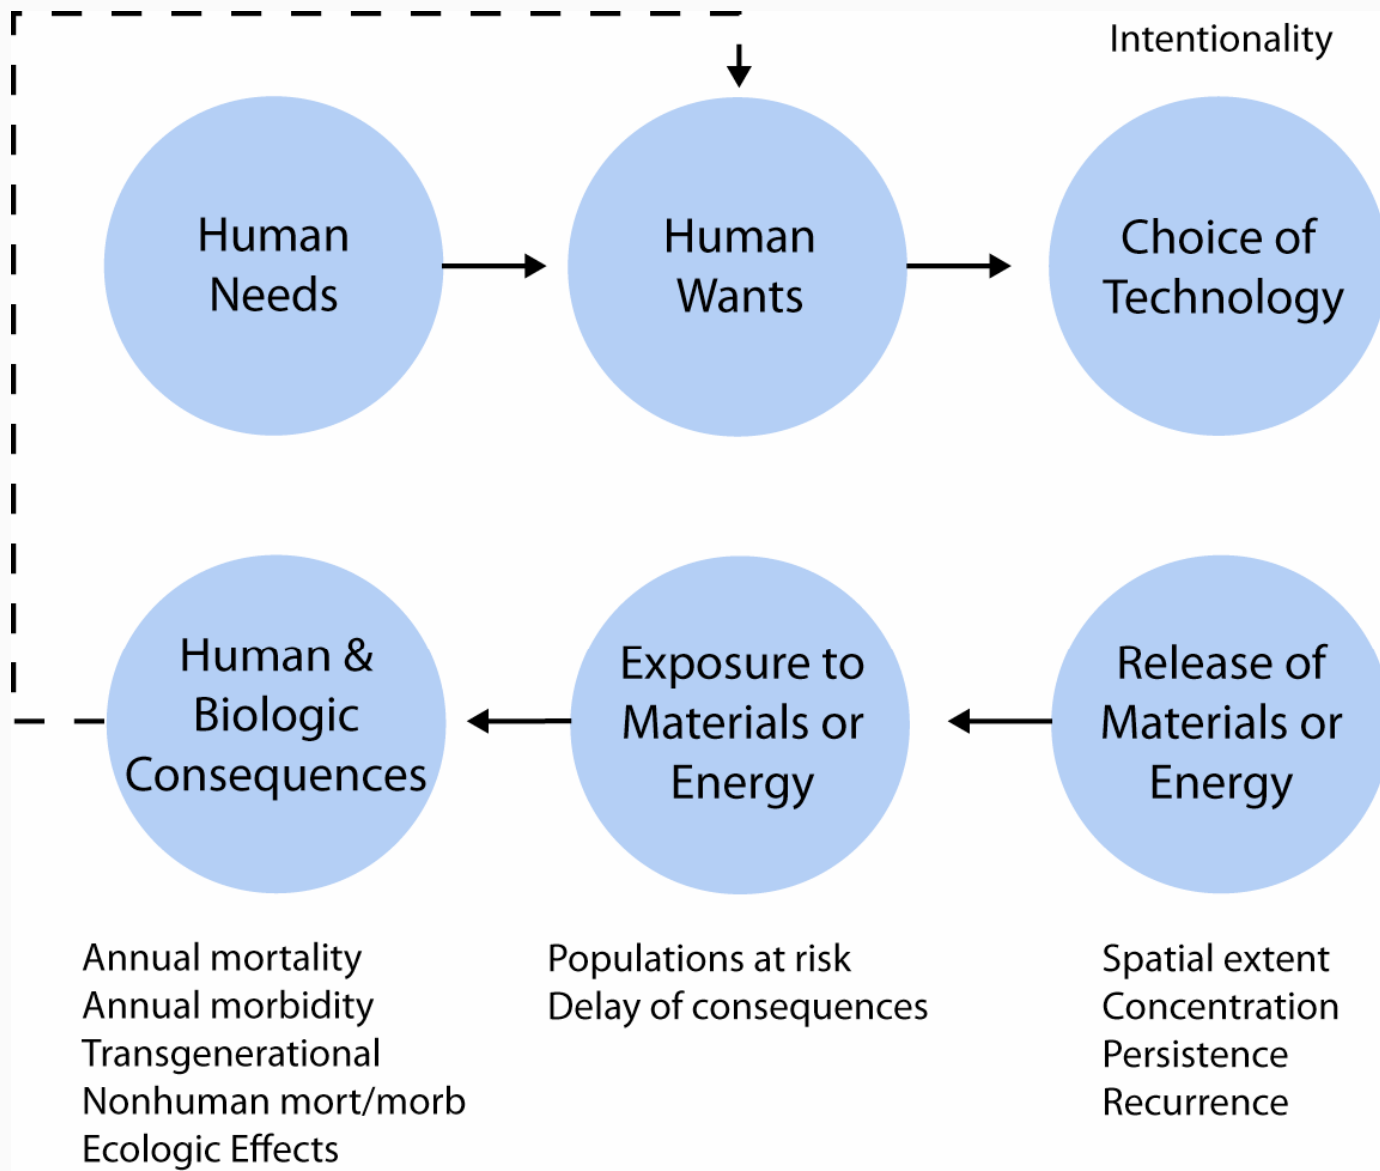 Intentionality
Human
Needs
Human
Wants
Choice of
Technology
Human &
Biologic
Consequences
Exposure to
Materials or
Energy
Release of
Materials or
Energy
Annual mortality
Annual morbidity
Transgenerational
Nonhuman mort/morb
Ecologic Effects
Populations at risk
Delay of consequences
Spatial extent
Concentration
Persistence
Recurrence